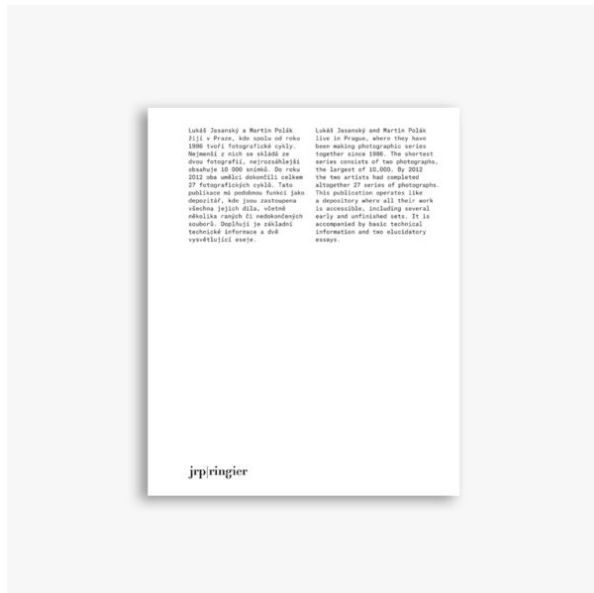 Lukáš Jasanský a Martin Polák
žijí v Praze, kde spolu od roku
1986 tvoří fotografické cykly.
Nejmenší z nich se skládá ze
dvou fotografií, nejrozsáhlejší
obsahuje 10 000 snímků. Do roku
2012 oba umělci dokončili celkem
27 fotografických cyklů. Tato
publikace má podobnou funkci jako
depozitář, kde jsou zastoupena
všechna jejich díla, včetně
několika raných či nedokončených
souborů. Doplňují je základní
technické informace a dvě
vysvětlující eseje.
Lukáš Jasanský and Martin Polák
live in Prague, where they have
been making photographic series
together since 1986. The shortest
series consists of two photographs,
the largest of 10,000. By 2012
the two artists had completed
altogether 27 series of photographs.
This publication operates like
a depository where all their work
is accessible, including several
early and unfinished sets. It is
accompanied by basic technical
information and two elucidatory
essays.
jrp|ringier